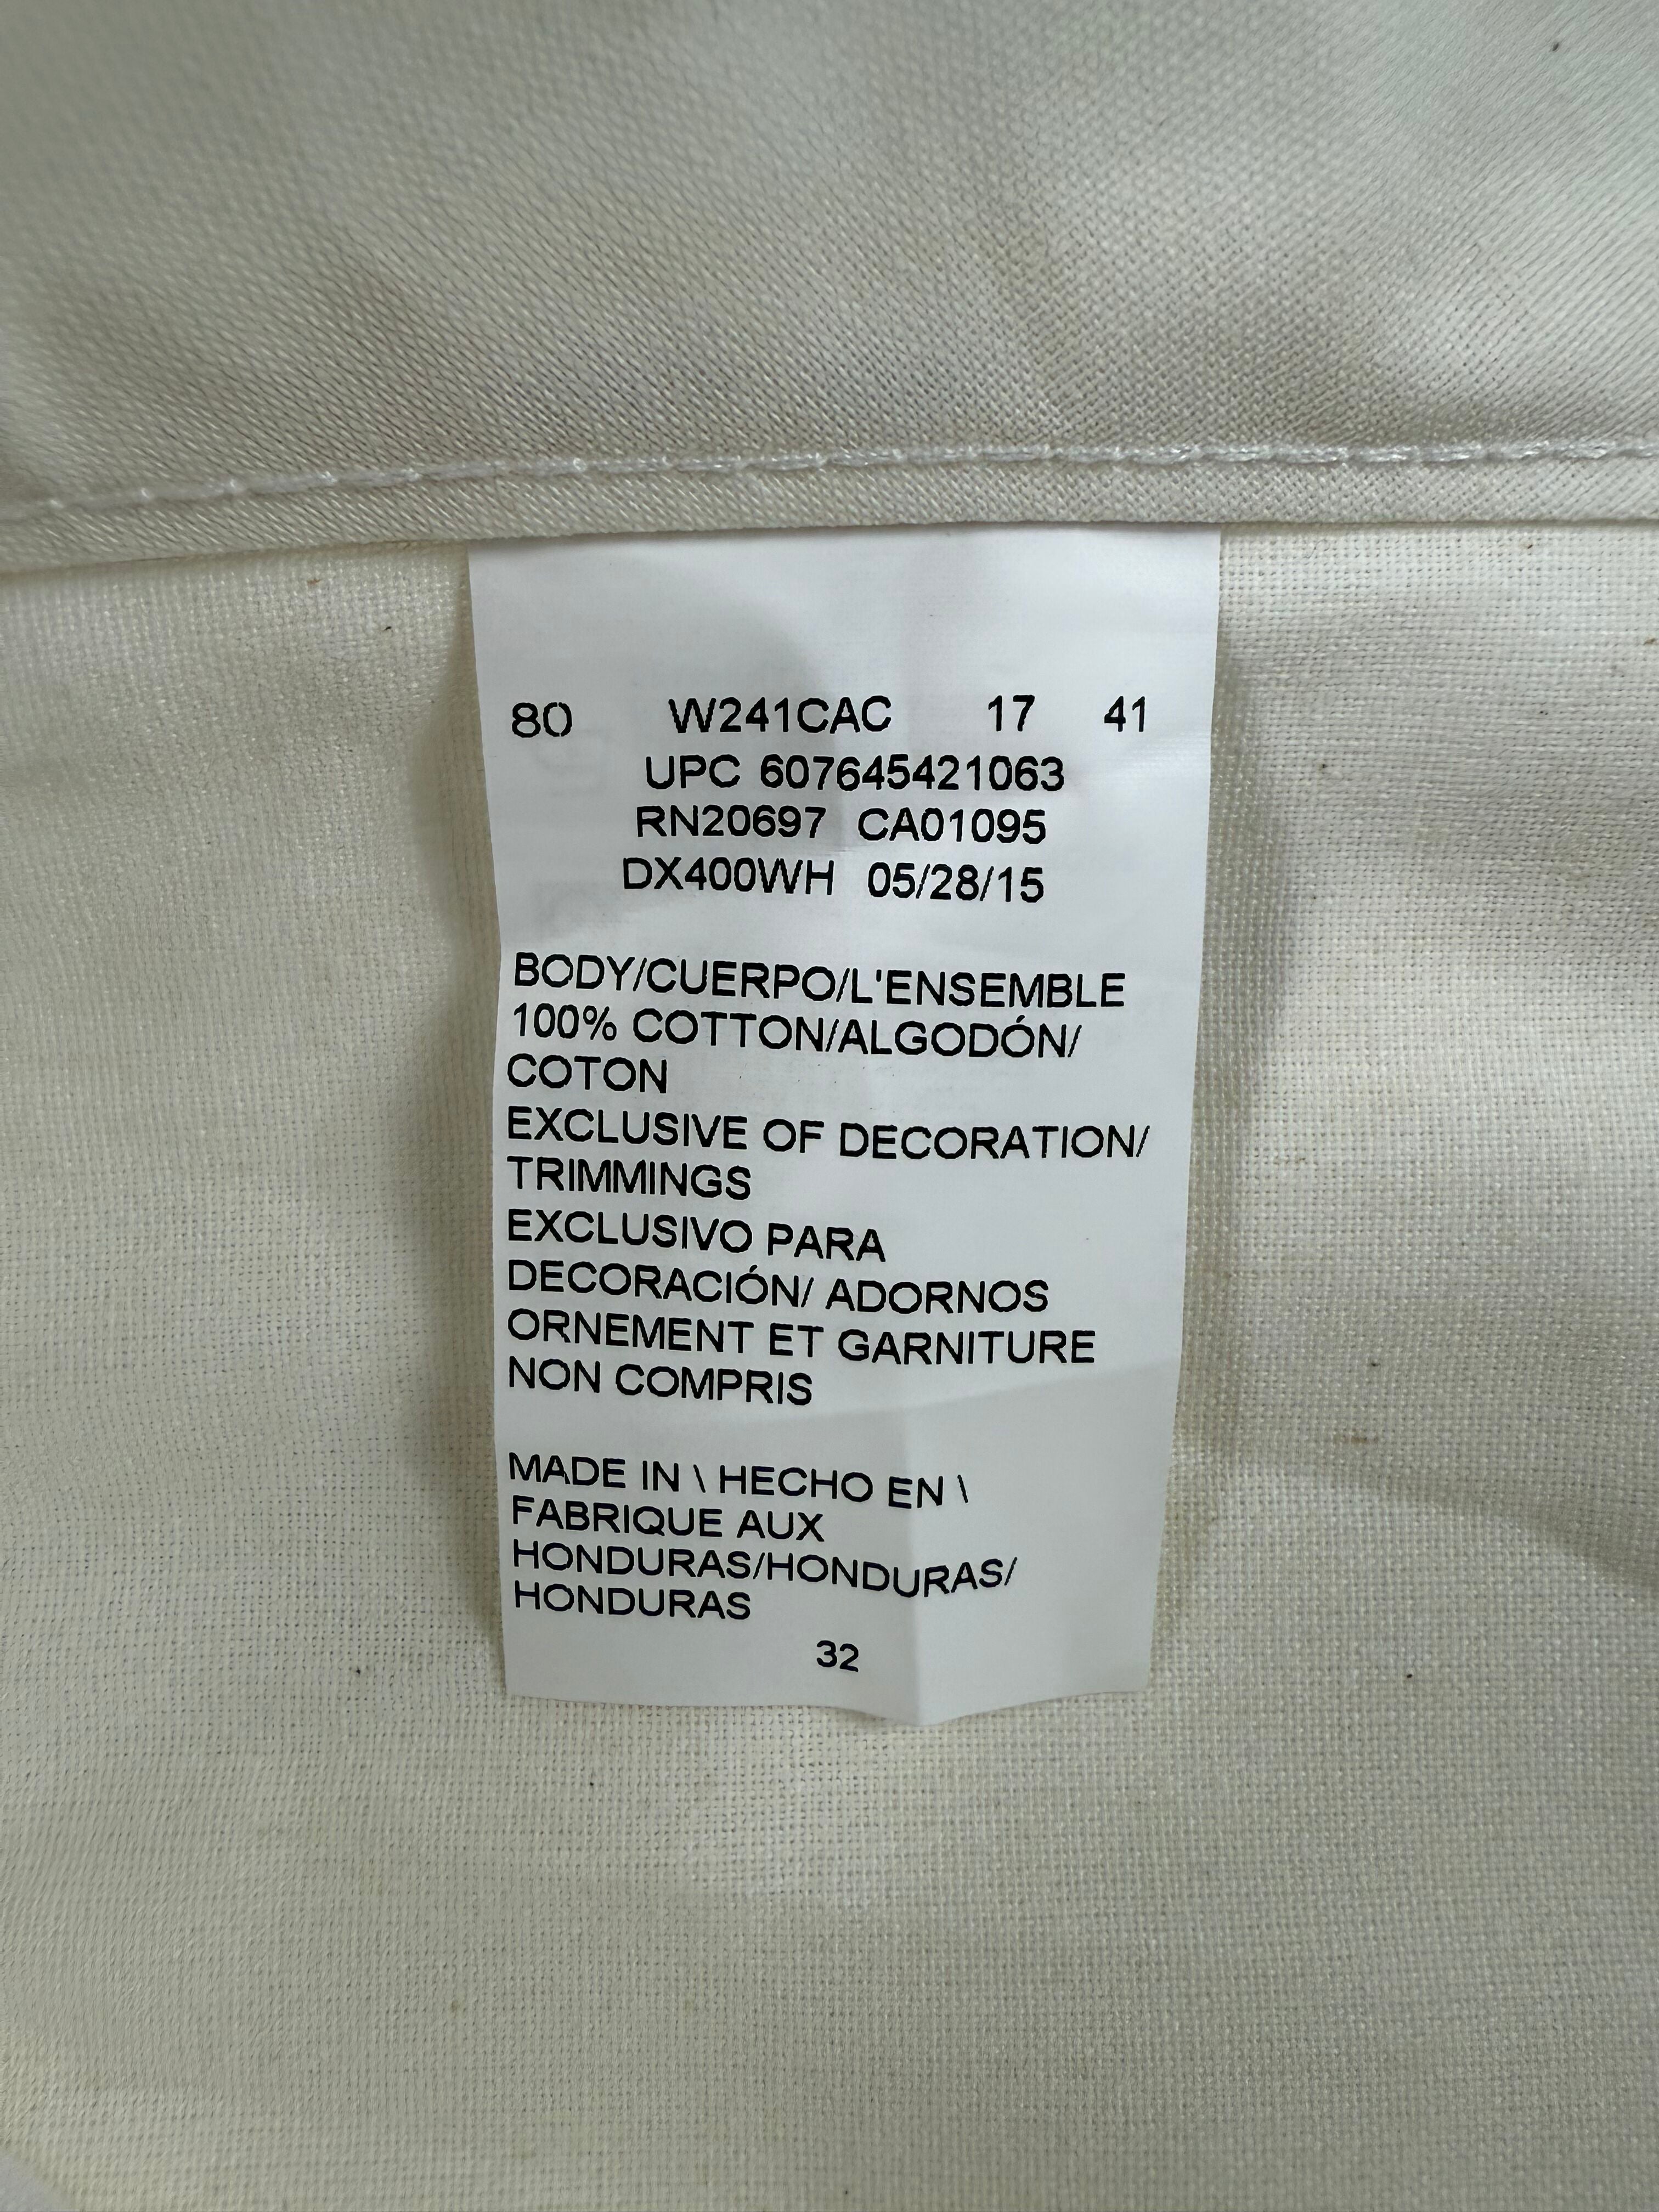 80 W241CAC 17 41
UPC 607645421063
RN20697 CA01095
DX400WH 05/28/15
BODY/CUERPO/L'ENSEMBLE
100% COTTON/ALGODÓN/
COTON
EXCLUSIVE OF DECORATION/
TRIMMINGS
EXCLUSIVO PARA
DECORACIÓN/ ADORNOS
ORNEMENT ET GARNITURE
NON COMPRIS
MADE IN \ HECHO EN \
FABRIQUE AUX
HONDURAS/HONDURAS/
HONDURAS
32